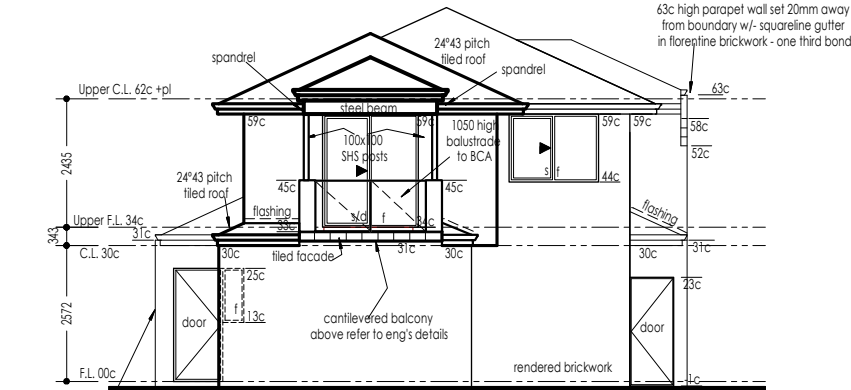 63c high parapet wall set 20mm away
from boundary w/- squareline gutter
in florentine brickwork - one third bond
24°43 pitch
tiled roof
spandrel
spandrel
Upper C.L. 62c +pl
63c
steel beam
59c
59c
59c
59c
58c
1050 high
balustrade
to BCA
100x100
SHS posts
52c
2435
s f
44c
24°43 pitch
tiled roof
45c
45c
flashing
flashing
s/d f
34c
Upper F.L. 34c
33c
31c
343
31c
31c
C.L. 30c
30c
30c
30c
tiled facade
25c
23c
f
2572
13c
door
cantilevered balcony
above refer to eng's details
door
rendered brickwork
F.L. 00c
-1c